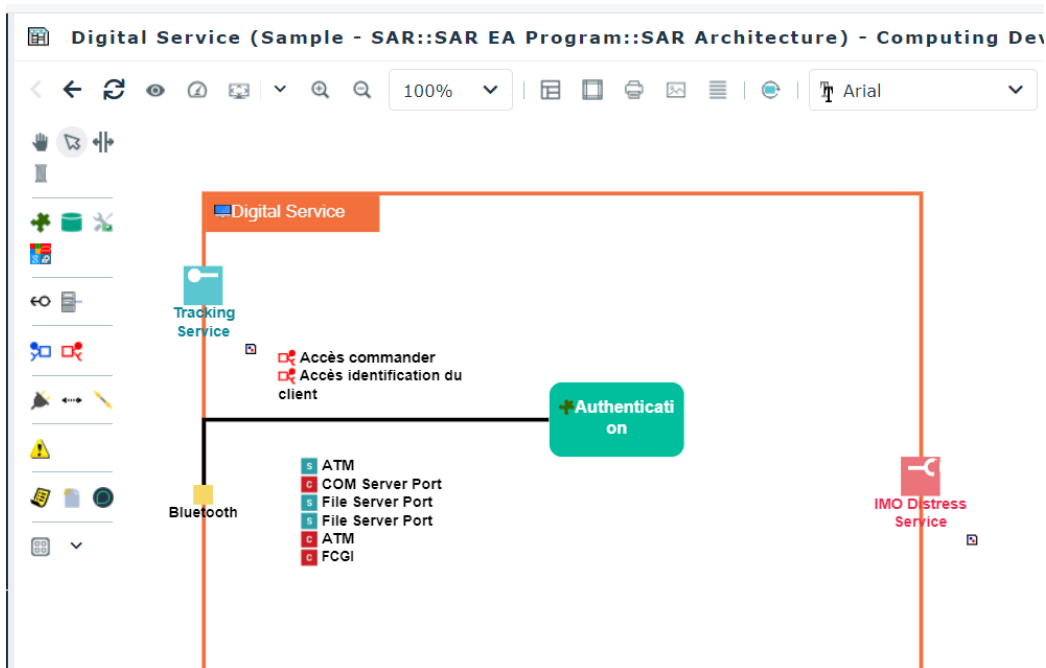 Digital Service (Sample - SAR::SAR EA Program::SAR Architecture) - Computing Dev
100%
Arial
Digital Service
Tracking
Service
Accès commander
Accès identification du
client
Authenticati
on
ATM
COM Server Port
File Server Port
File Server Port
ATM
FCGI
Bluetooth
IMO Distress
Service